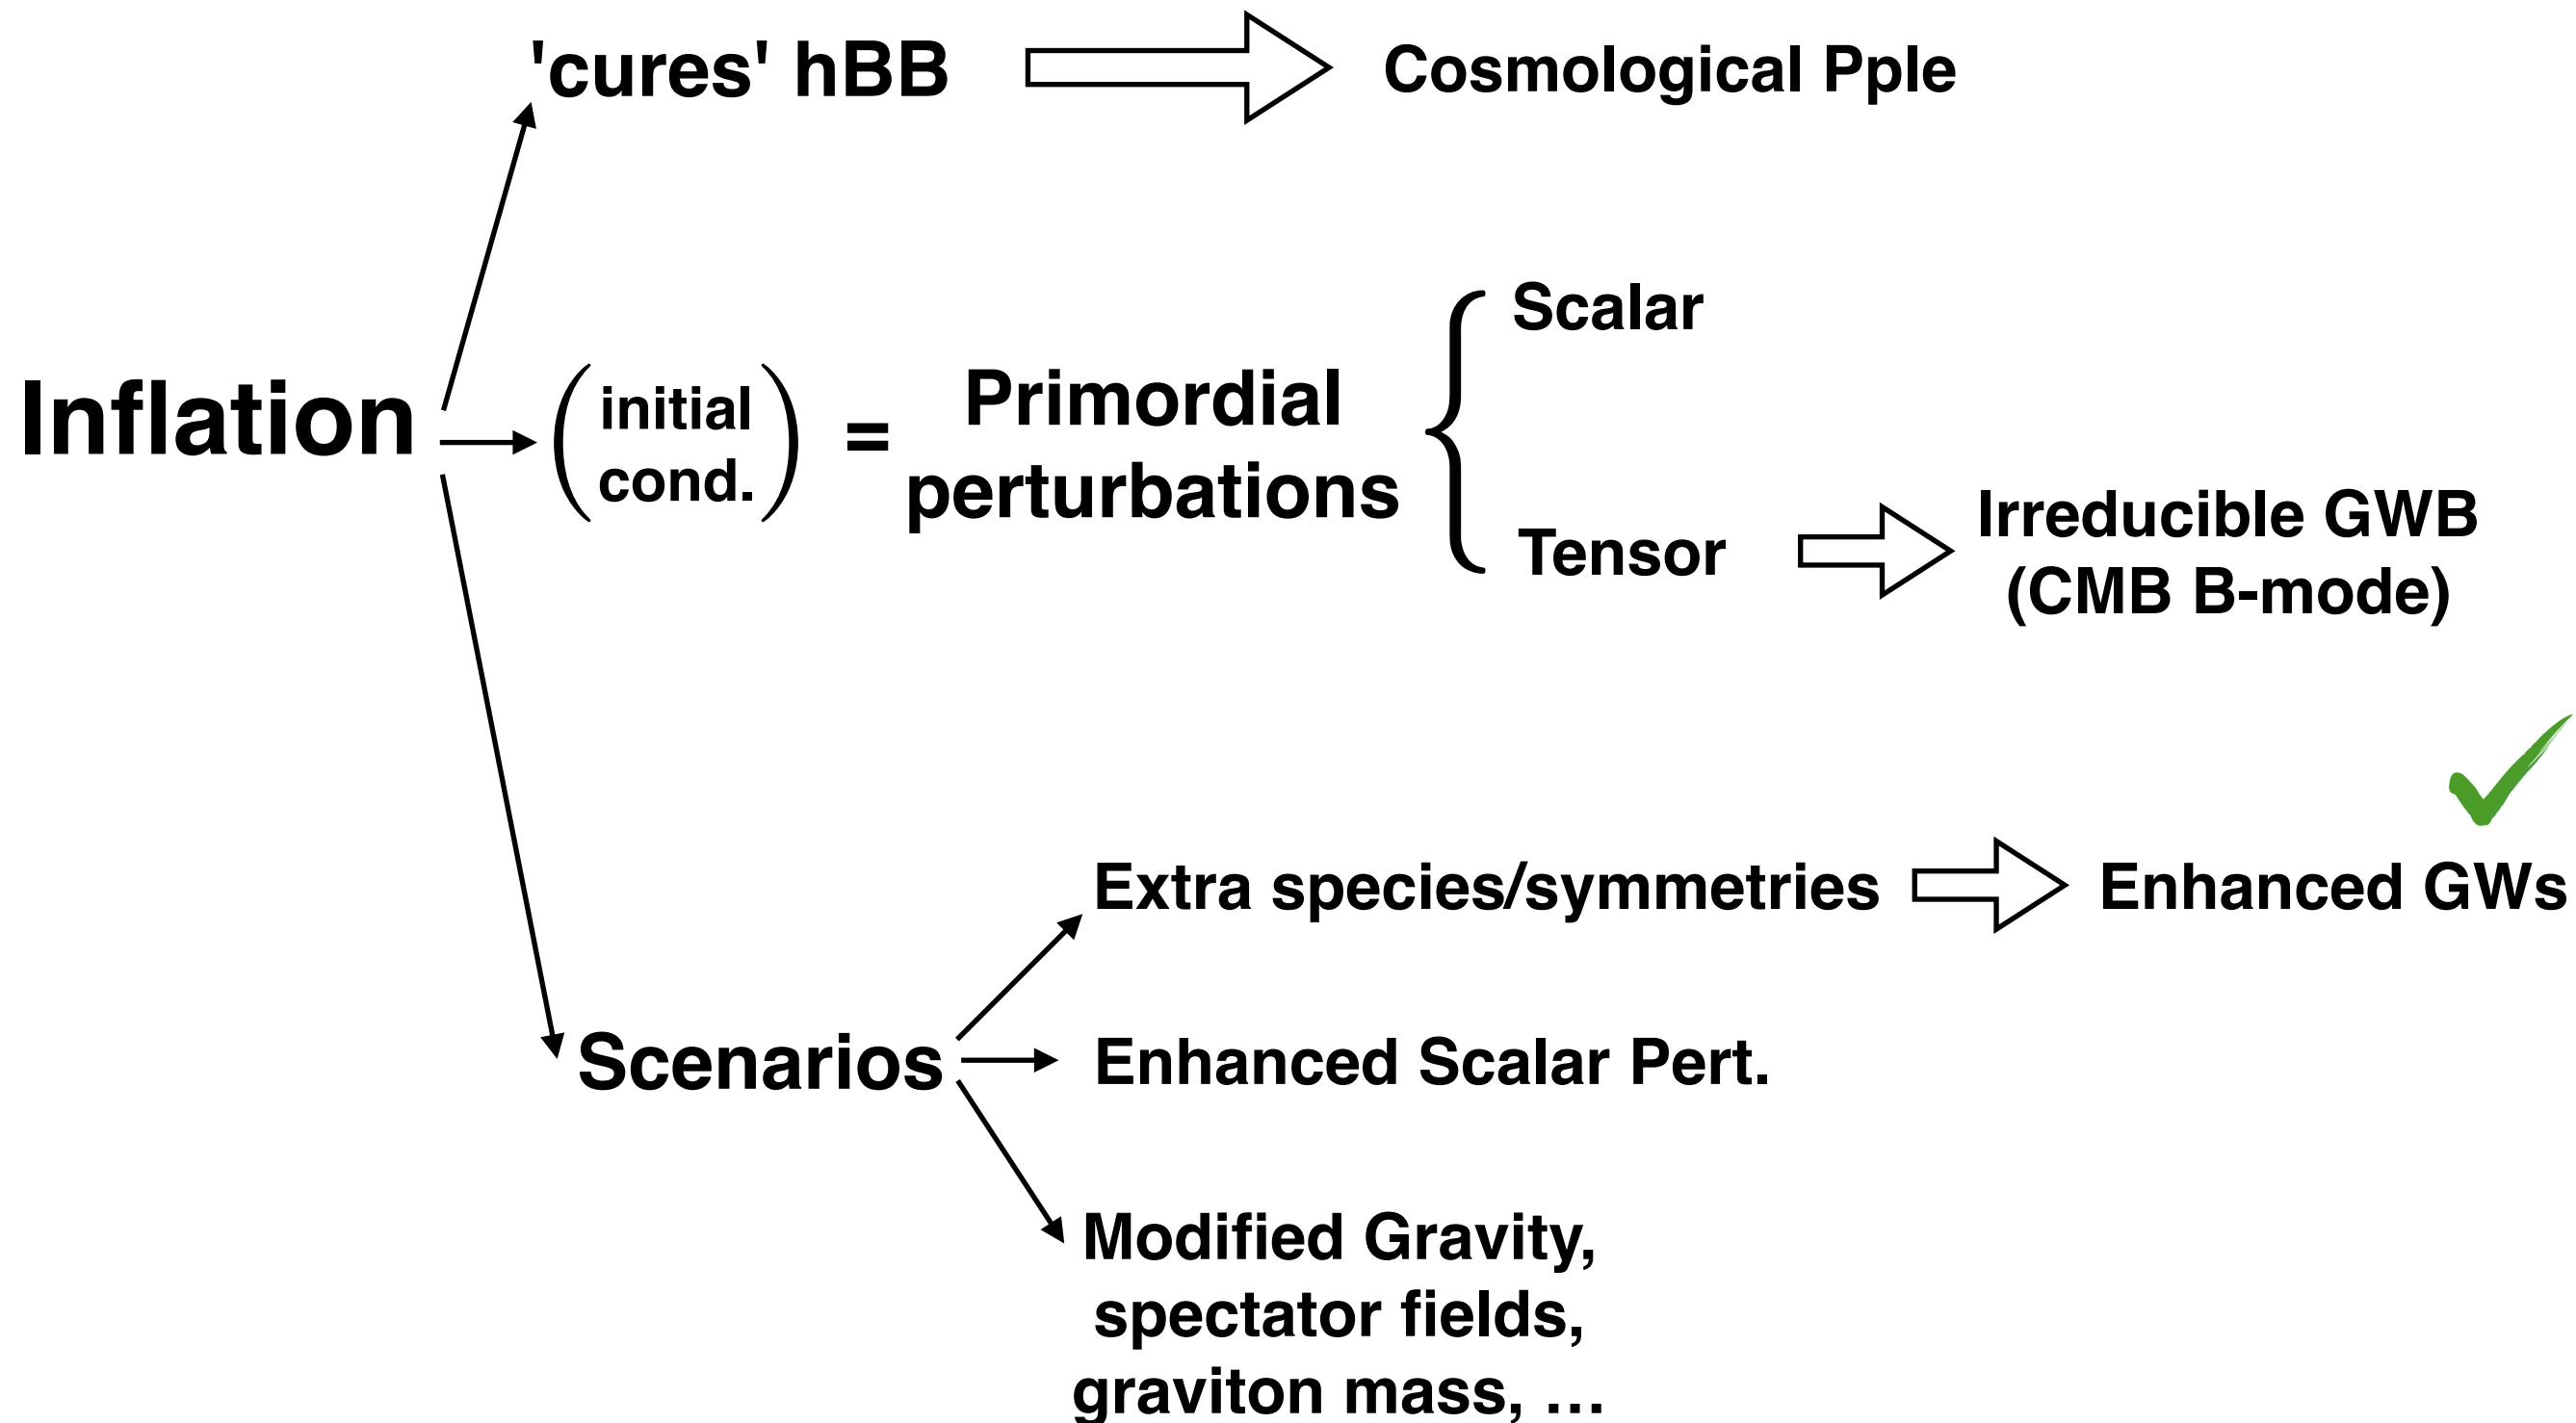 'cures' hBB
Cosmological Pple
Inflation
initial
cond.
=
Primordial
perturbations
Scalar
Tensor
Irreducible GWB
(CMB B-mode)
Scenarios
Extra species/symmetries
Enhanced GWs
Enhanced Scalar Pert.
Modified Gravity,
spectator fields,
graviton mass, …